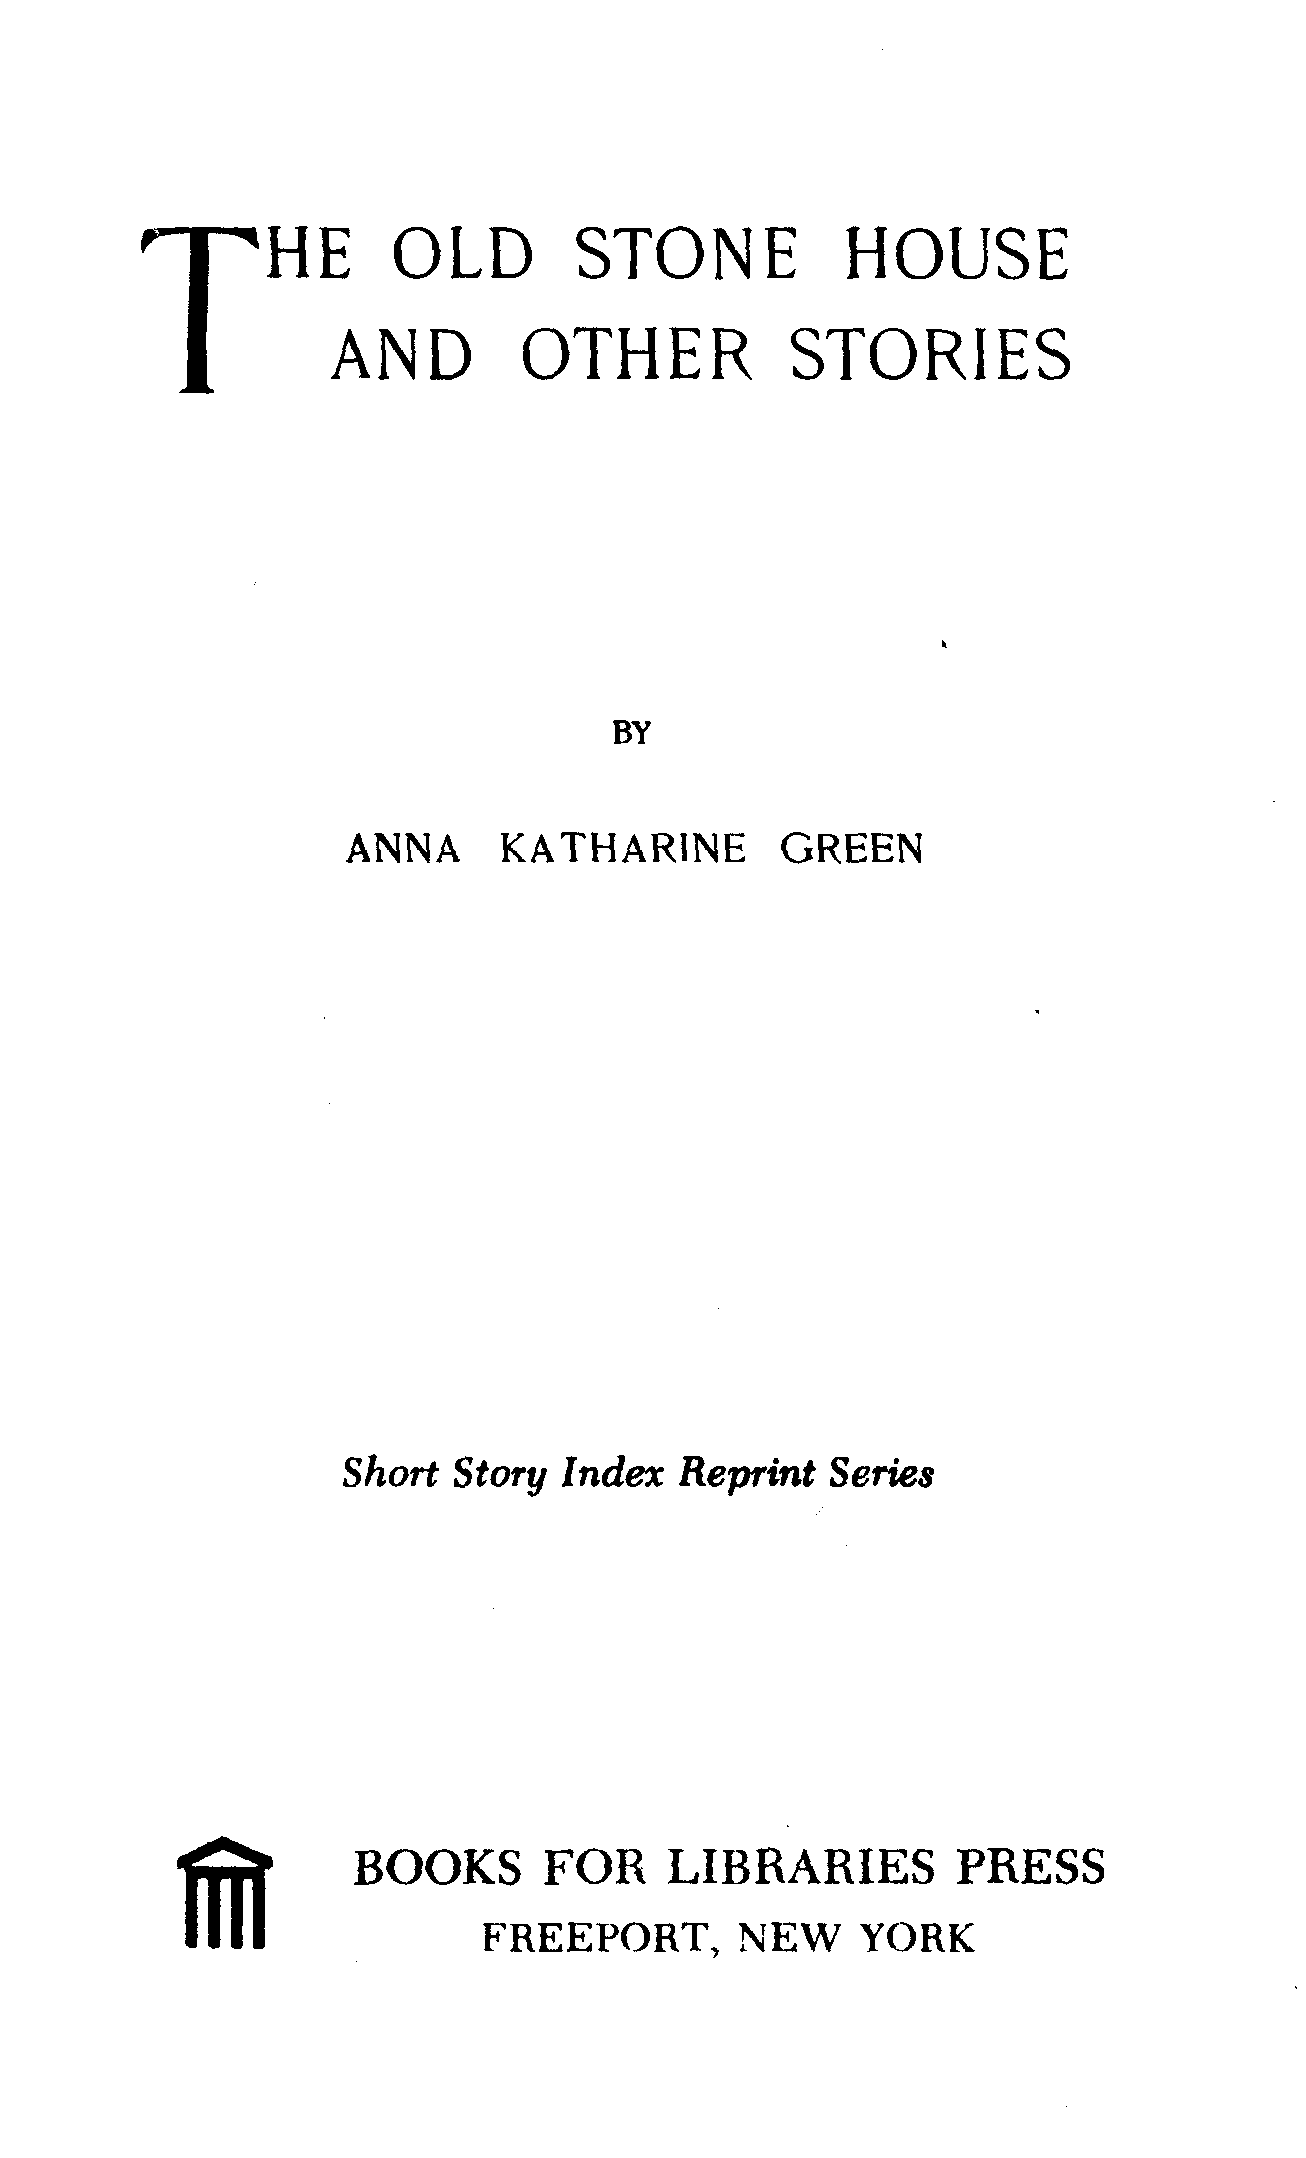 THE OLD STONE HOUSE
AND OTHER STORIES
BY
ANNA KATHARINE GREEN
Short Story Index Reprint Series
BOOKS FOR LIBRARIES PRESS
FREEPORT, NEW YORK